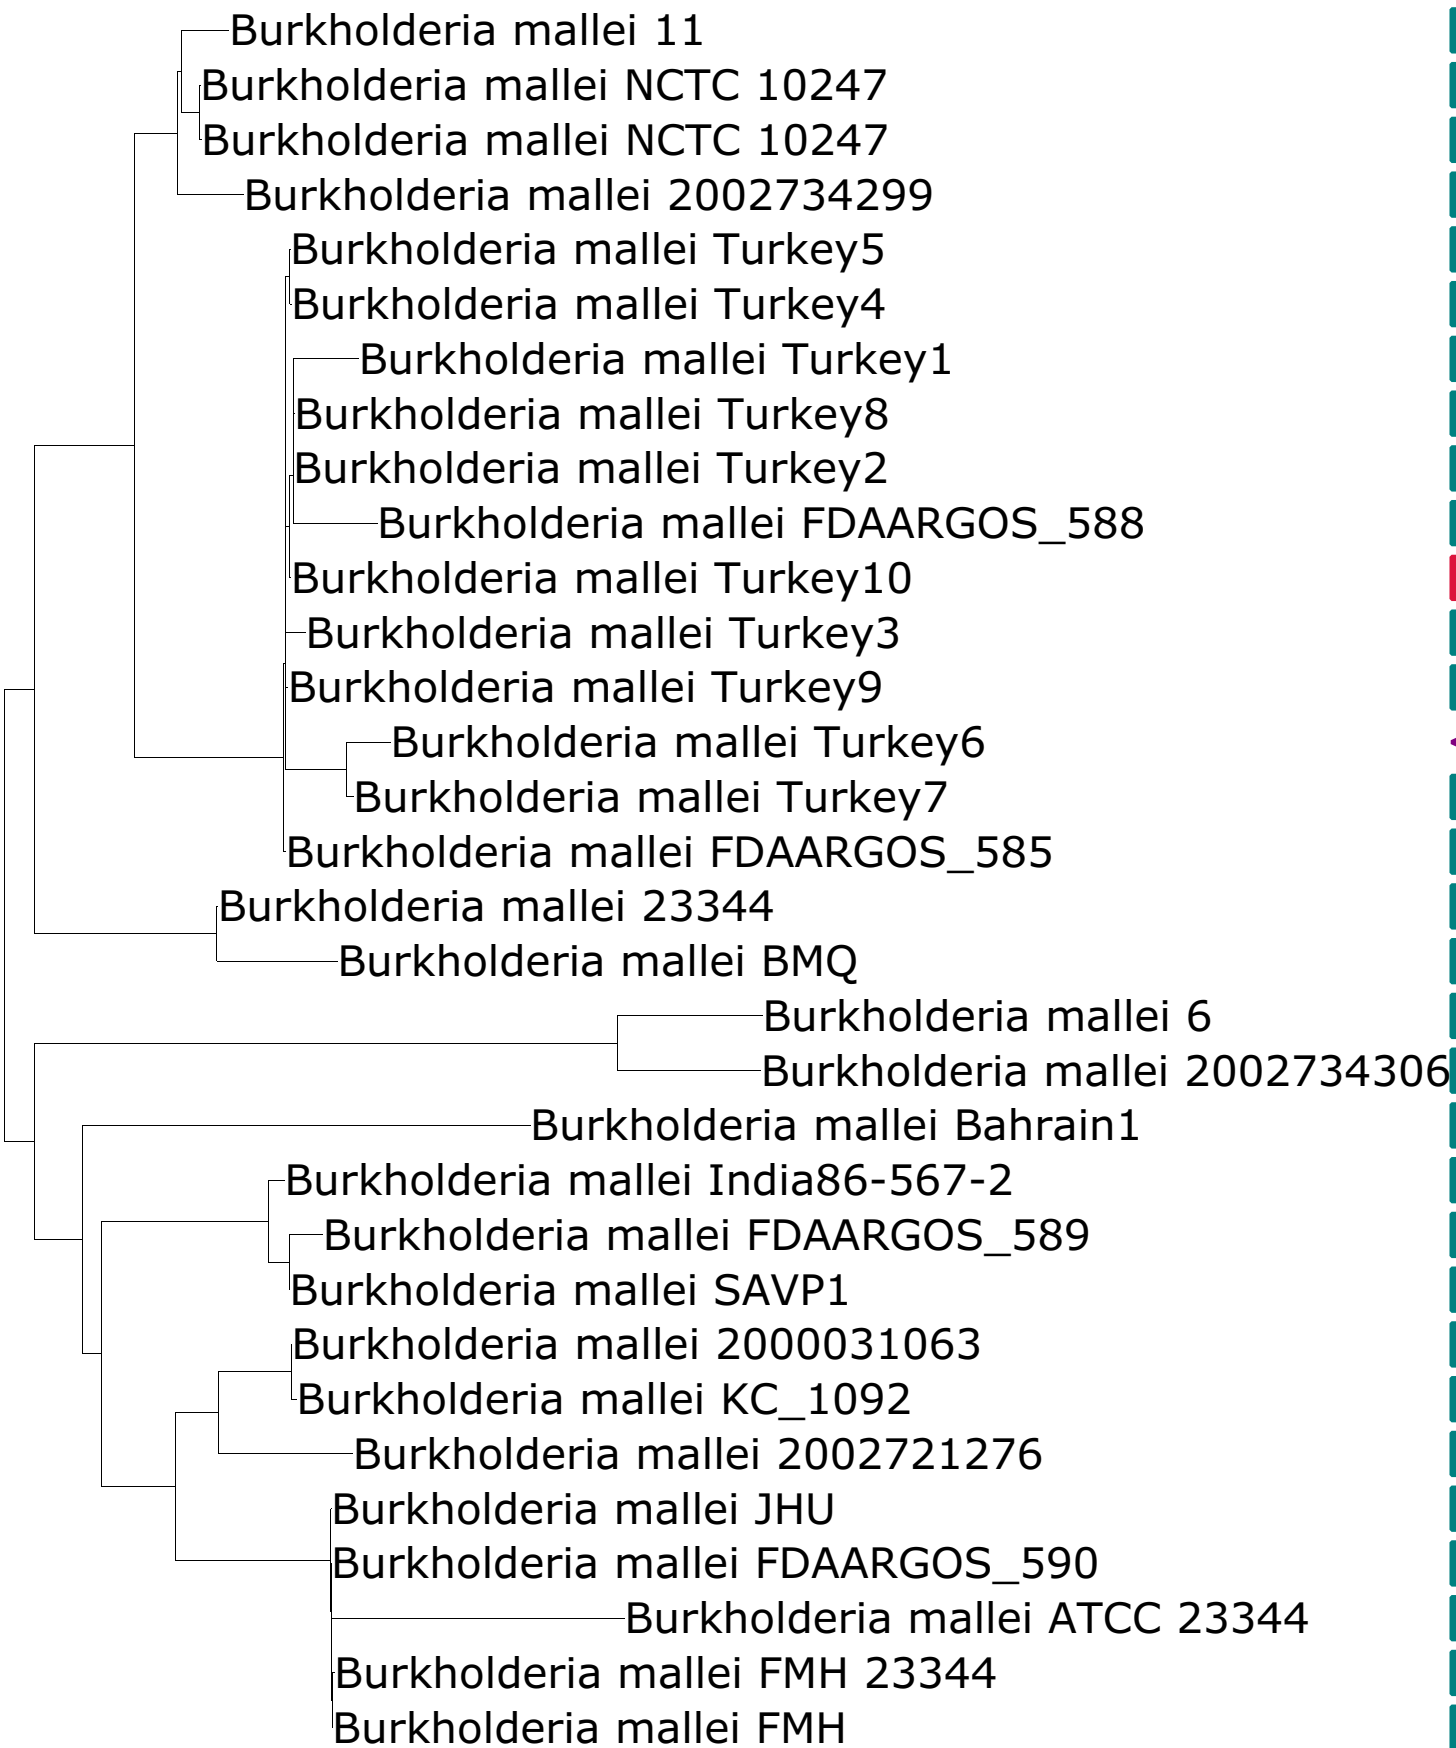 Burkholderia mallei 11
Burkholderia mallei NCTC 10247
Burkholderia mallei NCTC 10247
Burkholderia mallei 2002734299
Burkholderia mallei Turkey5
Burkholderia mallei Turkey4
Burkholderia mallei Turkey1
Burkholderia mallei Turkey8
Burkholderia mallei Turkey2
Burkholderia mallei FDAARGOS_588
Burkholderia mallei Turkey10
Burkholderia mallei Turkey3
Burkholderia mallei Turkey9
Burkholderia mallei Turkey6
Burkholderia mallei Turkey7
Burkholderia mallei FDAARGOS_585
Burkholderia mallei 23344
Burkholderia mallei BMQ
Burkholderia mallei 6
Burkholderia mallei 2002734306
Burkholderia mallei Bahrain1
Burkholderia mallei India86-567-2
Burkholderia mallei FDAARGOS_589
Burkholderia mallei SAVP1
Burkholderia mallei 2000031063
Burkholderia mallei KC_1092
Burkholderia mallei 2002721276
Burkholderia mallei JHU
Burkholderia mallei FDAARGOS_590
Burkholderia mallei ATCC 23344
Burkholderia mallei FMH 23344
Burkholderia mallei FMH